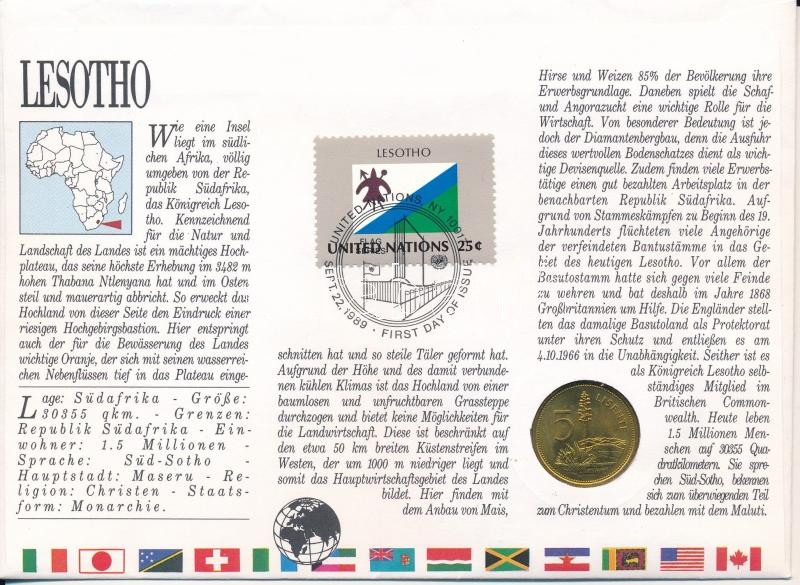 LESOTHO
Wie eine Insel
liegt im südli-
chen Afrika, völlig
umgeben von der Re-
publik Südafrika,
das Königreich Leso-
tho. Kennzeichnend
für die Natur und
Landschaft des Landes ist ein mächtiges Hoch-
plateau, das seine höchste Erhebung im 3482 m
hohen Thabana Ntlenyana hat und im Osten
steil und mauerartig abbricht. So erweckt das
Hochland von dieser Seite den Eindruck einer
riesigen Hochgebirgsbastion. Hier entspringt
auch der für die Bewässerung des Landes
wichtige Oranje, der sich mit seinen wasserrei-
chen Nebenflüssen tief in das Plateau einge-
Lage: Südafrika - Größe:
30355 qkm. - Grenzen:
Republik Südafrika - Ein-
wohner: 1.5 Millionen -
Sprache: Süd-Sotho -
Hauptstadt: Maseru - Re-
ligion: Christen - Staats-
form: Monarchie.
LESOTHO
FLAG
SERIES
UNITED NATIONS 25¢
UNITED NATIONS, NY 10017
SEPT. 22, 1989 • FIRST DAY OF ISSUE
schnitten hat und so steile Täler geformt hat.
Aufgrund der Höhe und des damit verbunde-
nen kühlen Klimas ist das Hochland von einer
baumlosen und unfruchtbaren Grassteppe
durchzogen und bietet keine Möglichkeiten für
die Landwirtschaft. Diese ist beschränkt auf
den etwa 50 km breiten Küstenstreifen im
Westen, der um 1000 m niedriger liegt und
somit das Hauptwirtschaftsgebiet des Landes
bildet. Hier finden mit
dem Anbau von Mais,
Hirse und Weizen 85% der Bevölkerung ihre
Erwerbsgrundlage. Daneben spielt die Schaf-
und Angorazucht eine wichtige Rolle für die
Wirtschaft. Von besonderer Bedeutung ist je-
doch der Diamantenbergbau, denn die Ausfuhr
dieses wertvollen Bodenschatzes dient als wich-
tige Devisenquelle. Zudem finden viele Erwerbs-
tätige einen gut bezahlten Arbeitsplatz in der
benachbarten Republik Südafrika. Auf-
grund von Stammeskämpfen zu Beginn des 19.
Jahrhunderts flüchteten viele Angehörige
der verfeindeten Bantustämme in das Ge-
biet des heutigen Lesotho. Vor allem der
Basutostamm hatte sich gegen viele Feinde
zu wehren und bat deshalb im Jahre 1868
Großbritannien um Hilfe. Die Engländer stell-
ten das damalige Basutoland als Protektorat
unter ihren Schutz und entließen es am
4.10.1966 in die Unabhängigkeit. Seither ist es
als Königreich Lesotho selb-
ständiges Mitglied im
Britischen Common-
wealth. Heute leben
1.5 Millionen Men-
schen auf 30355 Qua-
dratkilometern. Sie spre-
chen Süd-Sotho, bekennen
sich zum überwiegenden Teil
zum Christentum und bezahlen mit dem Maluti.
5 LISENTE